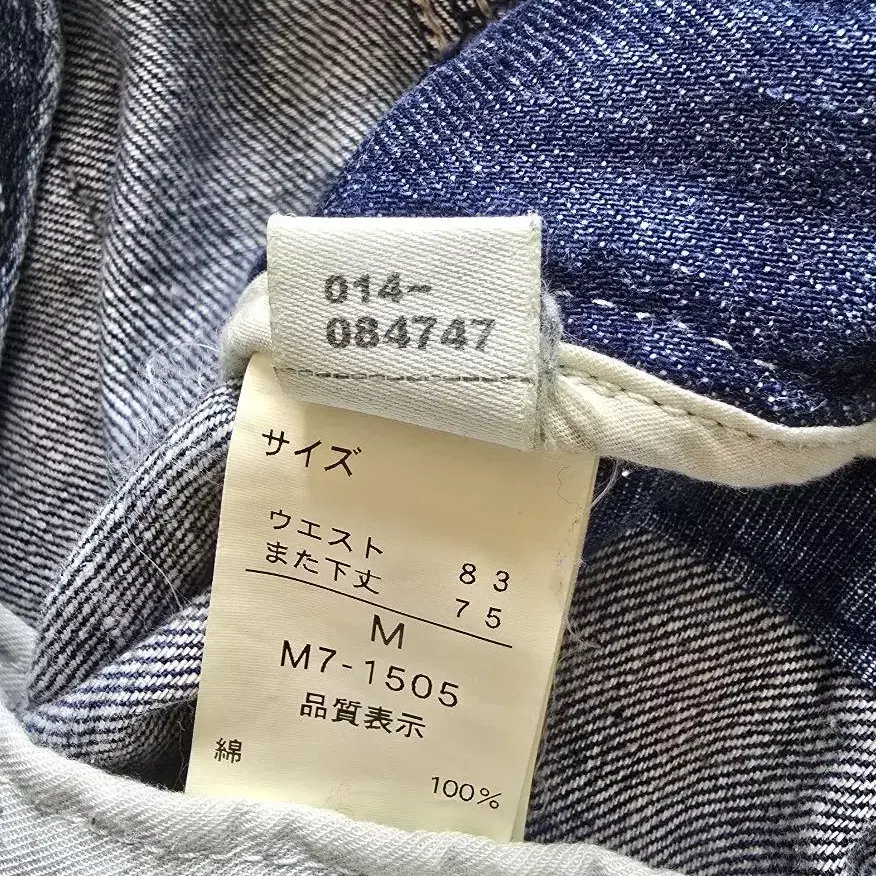 014-
084747
サイズ
ウエスト 83
また下丈 75
M
M7-1505
品質表示
綿 100%